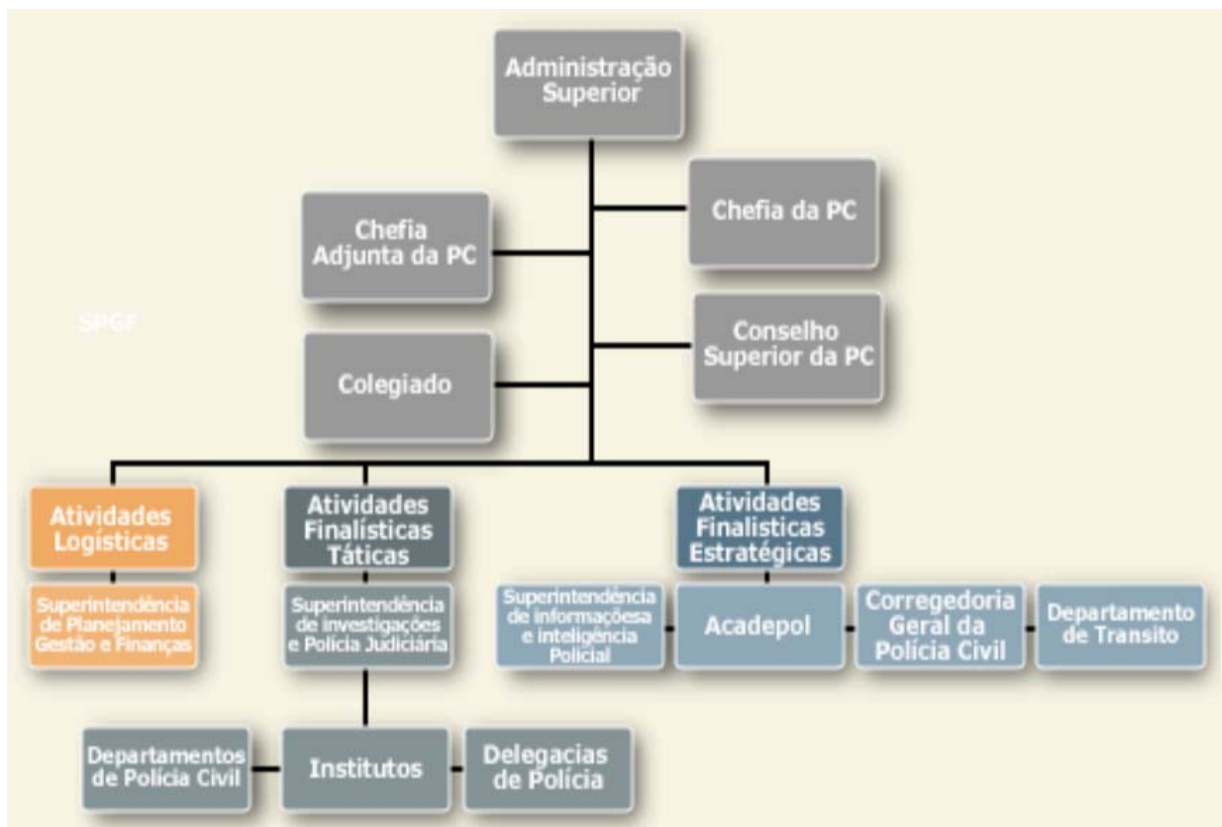 Administração
Superior
Chefia da PC
Chefia
Adjunta da PC
SPGF
Conselho
Superior da PC
Colegiado
Atividades
Logísticas
Atividades
Finalísticas
Táticas
Atividades
Finalisticas
Estratégicas
Superintendência
de Planejamento
Gestão e Finanças
Superintendência
de investigações
e Policia Judiciária
Superintendência
de informaçõesa
e inteligência
Policial
Acadepol
Corregedoria
Geral da
Polícia Civil
Departamento
de Transito
Departamentos
de Polícia Civil
Institutos
Delegacias
de Polícia